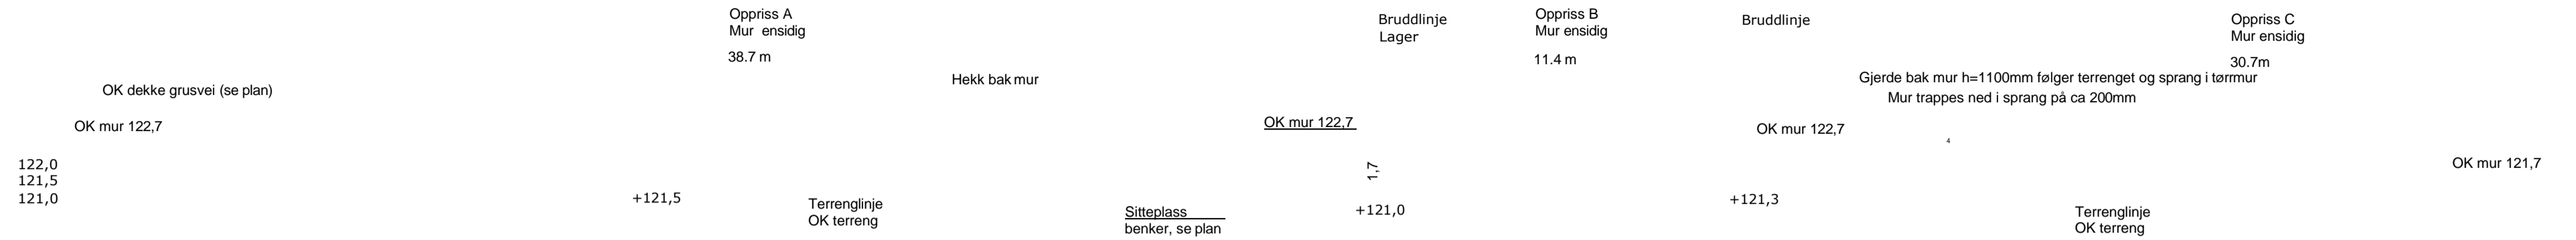 Oppriss A
Mur ensidig
38.7 m
Bruddlinje
Lager
Oppriss B
Mur ensidig
11.4 m
Bruddlinje
Oppriss C
Mur ensidig
30.7m
Gjerde bak mur h=1100mm følger terrenget og sprang i tørrmur
Mur trappes ned i sprang på ca 200mm
Hekk bak mur
OK dekke grusvei (se plan)
OK mur 122,7
OK mur 122,7
OK mur 122,7
4
OK mur 121,7
122,0
121,5
121,0
1,7
+121,5
Terrenglinje
OK terreng
Sitteplass
benker, se plan
+121,0
+121,3
Terrenglinje
OK terreng